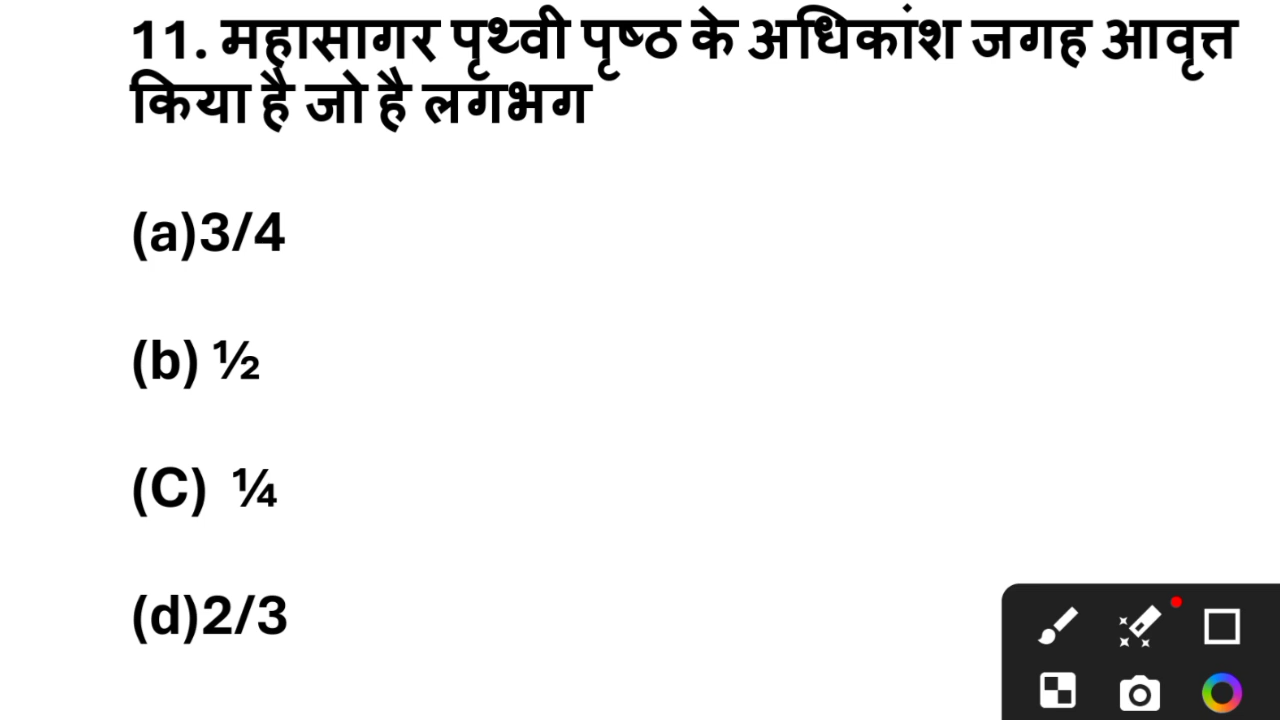 11. महासागर पृथ्वी पृष्ठ के अधिकांश जगह आवृत्त
किया है जो है लगभग
(a)3/4
(b) ½
(C) ¼
(d)2/3